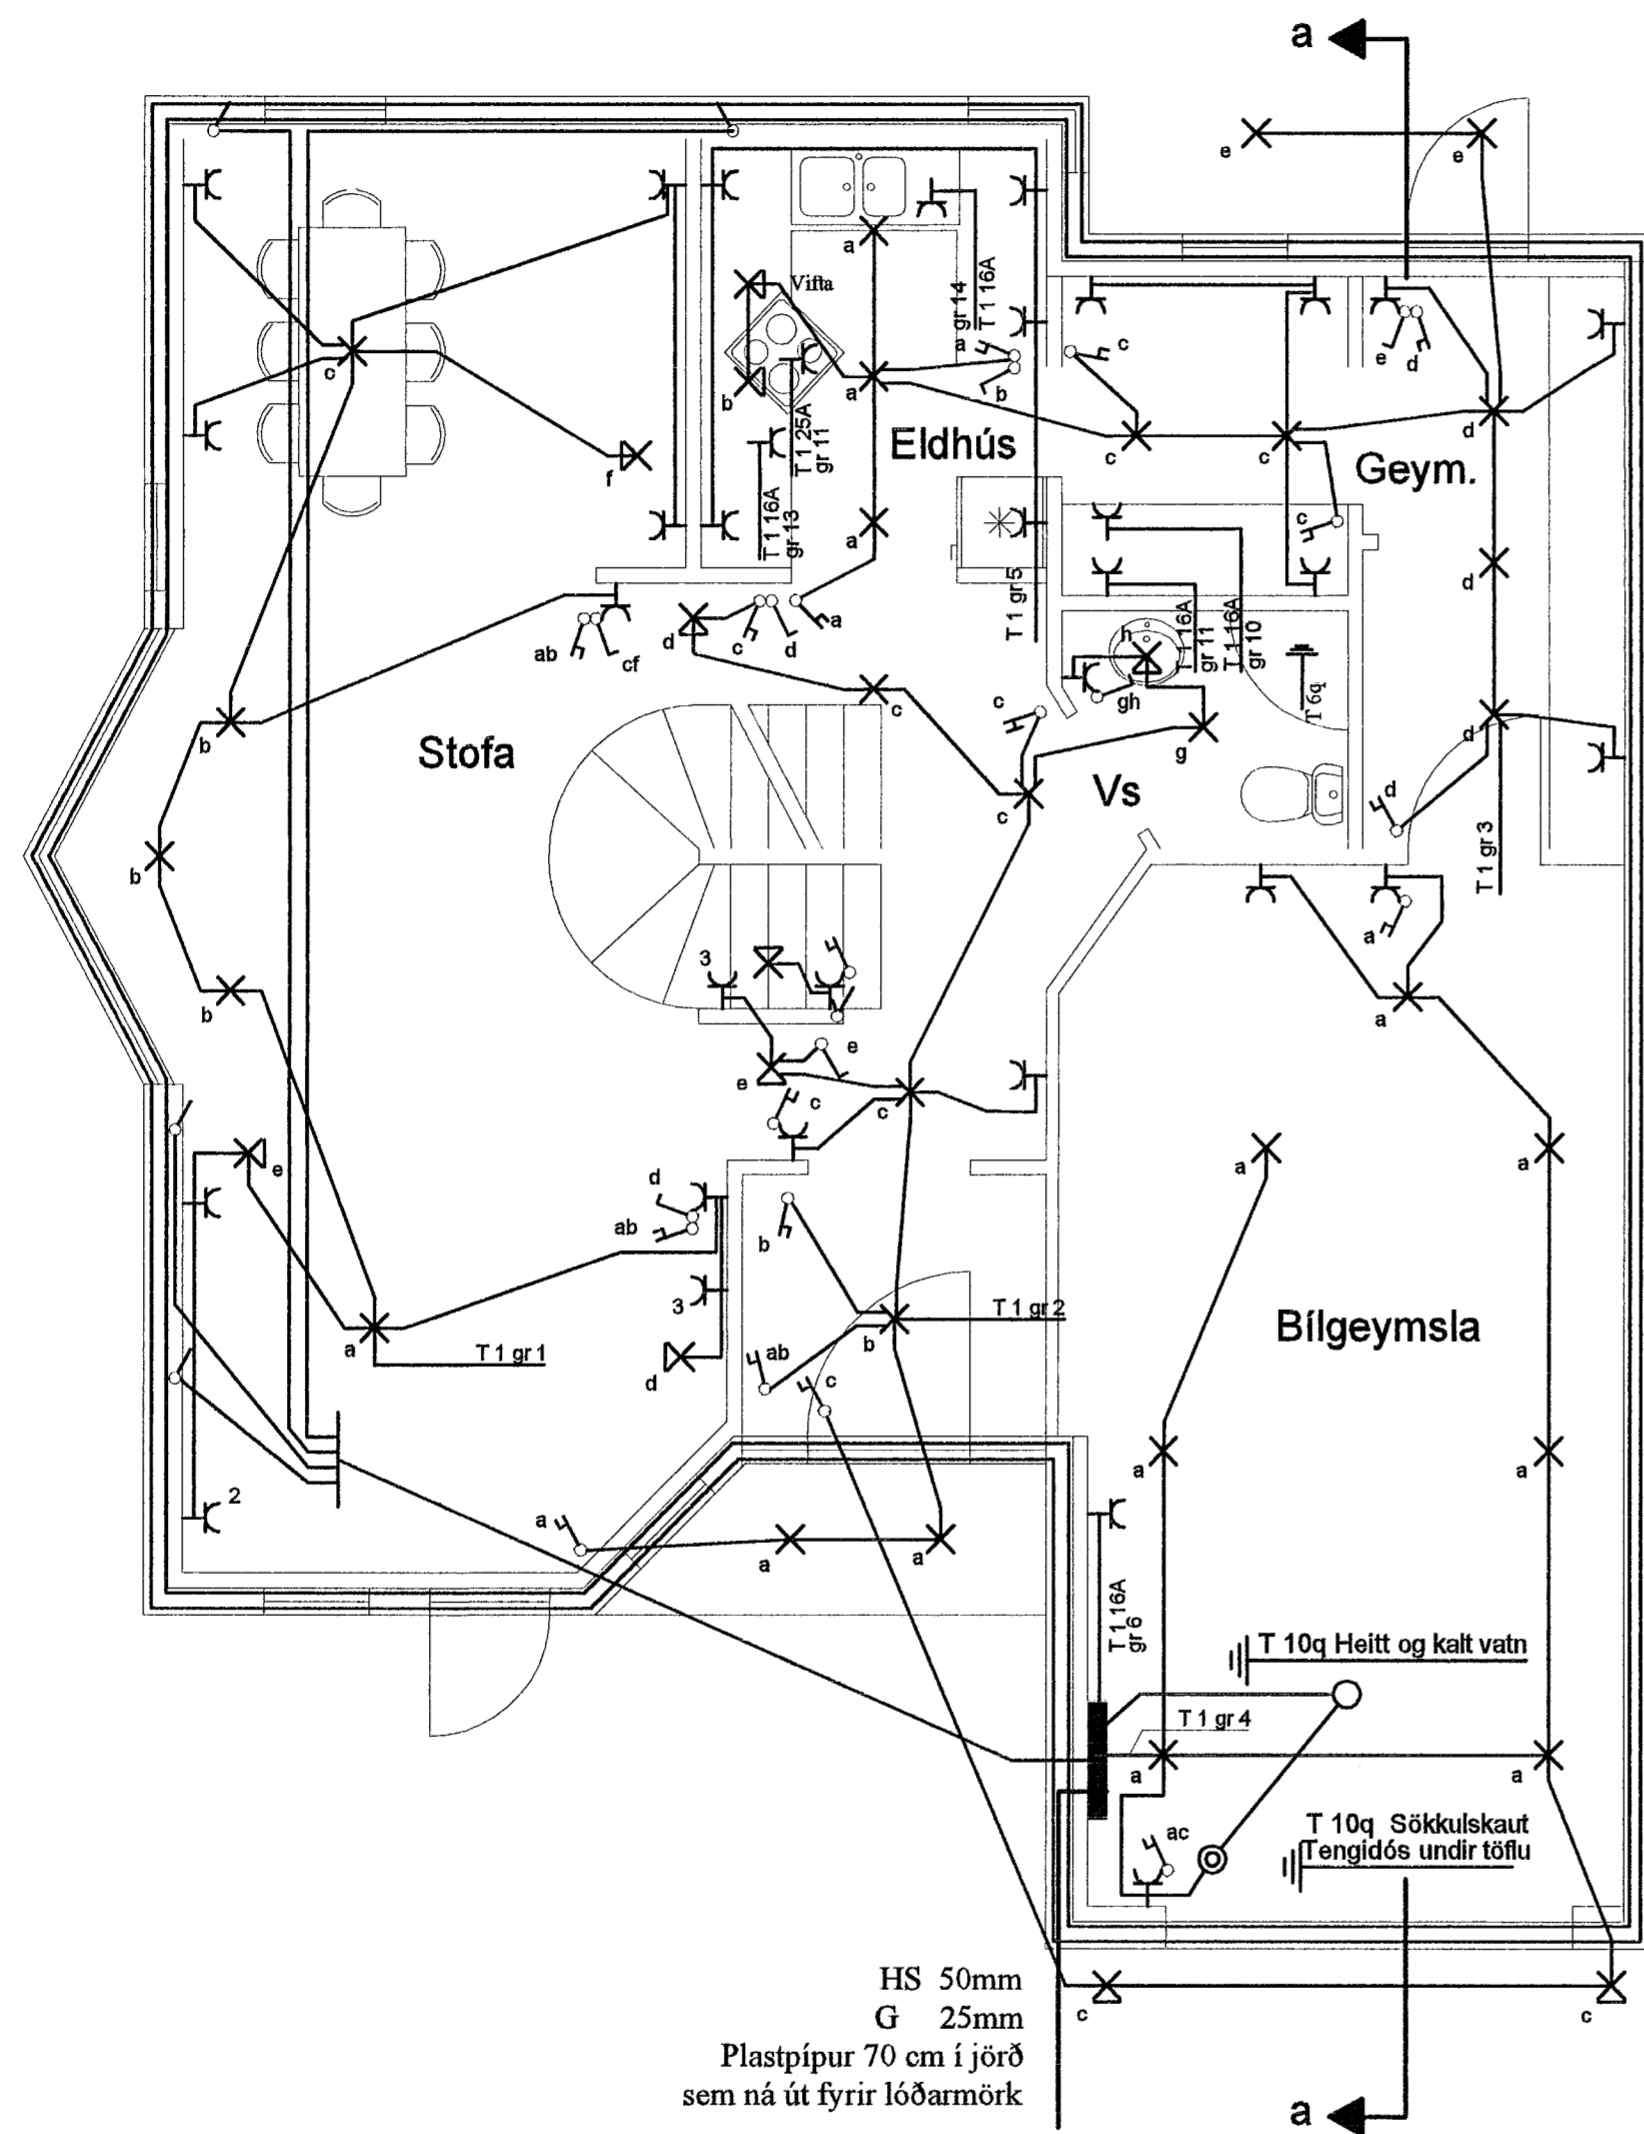 a
e
e
Vifta
a
gr 14
T 1 16A
a
b
c
e
d
c
b
a
Eldhús
c
c
d
Geym.
f
T 1 25A
gr 11
T 1 16A
gr 13
a
c
d
T 1 gr 5
T 1 16A
gr 11
T 1 16A
gr 10
h
gh
T 6q
ab
cf
d
c
d
a
c
c
g
d
b
Stofa
c
Vs
d
T 1 gr 3
b
a
3
a
b
e
e
c
c
a
a
e
d
ab
b
3
T 1 gr 2
Bílgeymsla
a
T 1 gr 1
d
ab
b
c
a
a
2
a
a
a
T 1 16A
gr 6
T 10q Heitt og kalt vatn
T 1 gr 4
a
a
T 10q Sökkulskaut
Tengidós undir töflu
ac
HS 50mm
G 25mm
Plastpípur 70 cm í jörð
sem ná út fyrir lóðarmörk
c
c
a